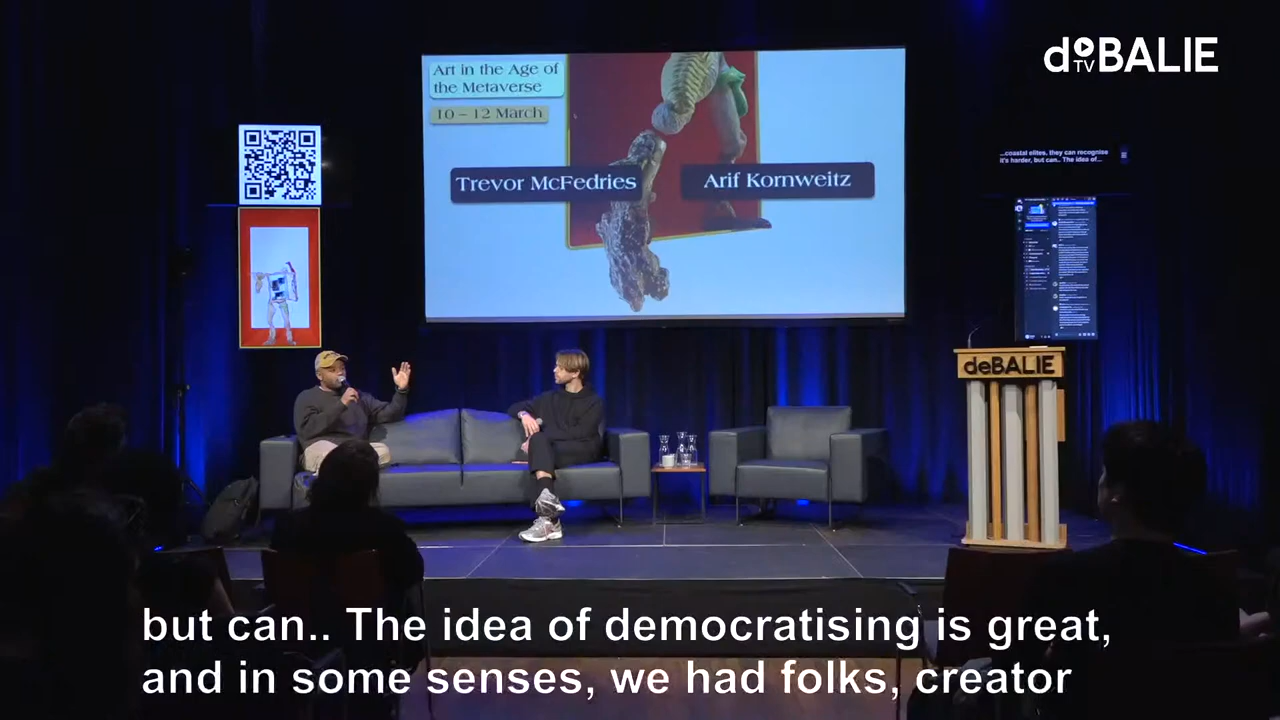 doBALIE
TV
Art in the Age of
the Metaverse
10 – 12 March
Trevor McFedries
Arif Kornweitz
...coastal elites, they can recognise
it's harder, but can.. The idea of...
deBALIE
but can.. The idea of democratising is great,
and in some senses, we had folks, creator